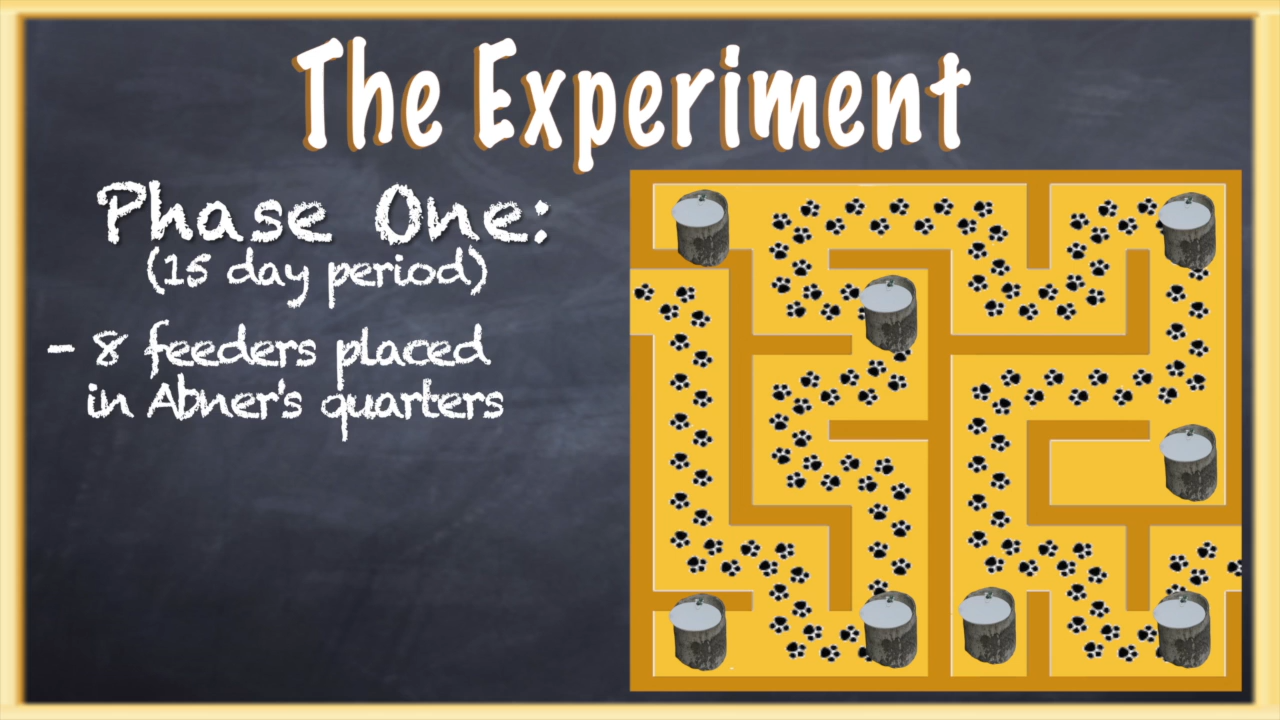 The Experiment
Phase One:
(15 day period)
- 8 feeders placed
in Abner's quarters